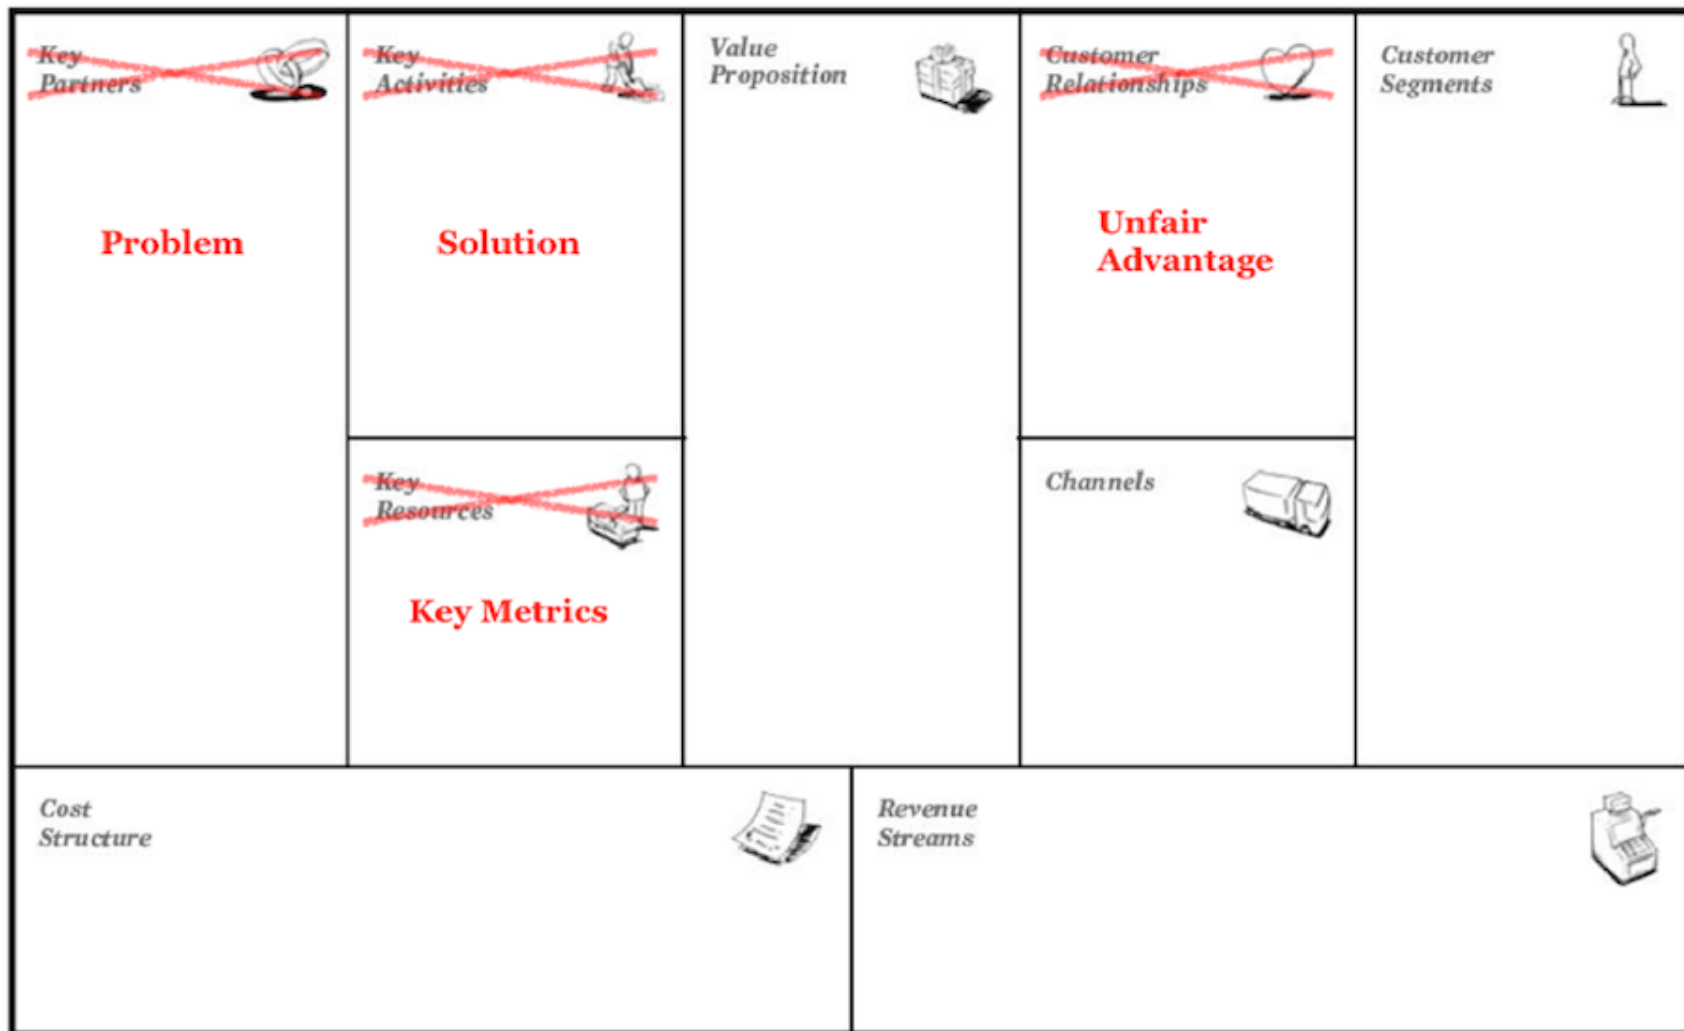 Key
Partners
Problem
Key
Activities
Solution
Key
Resources
Key Metrics
Value
Proposition
Customer
Relationships
Unfair
Advantage
Channels
Customer
Segments
Cost
Structure
Revenue
Streams